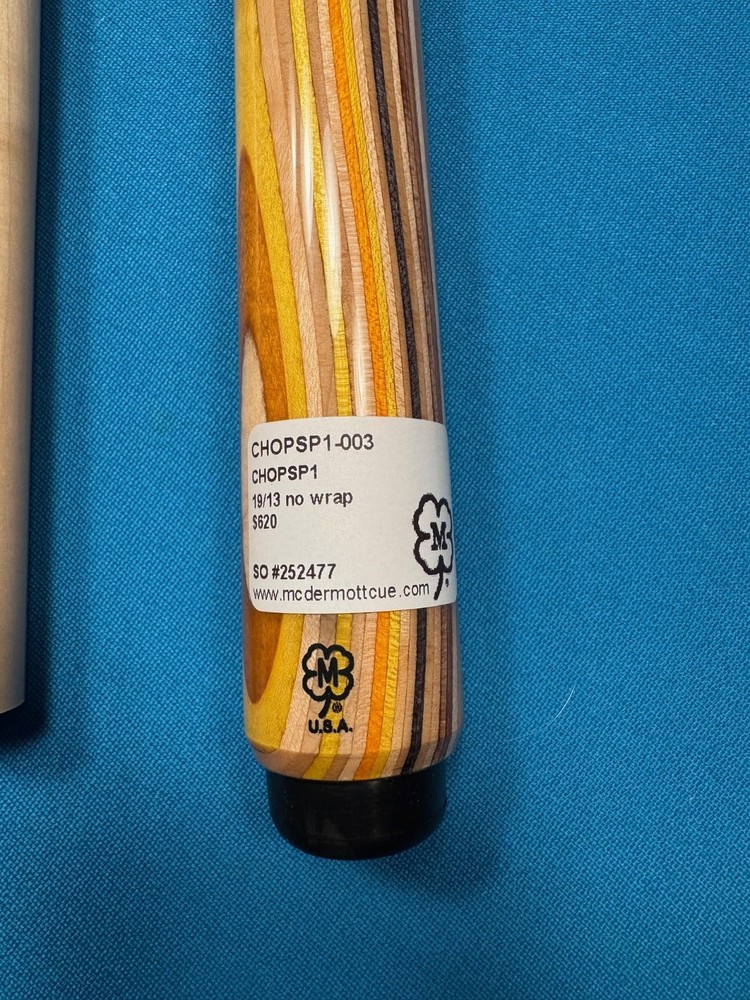 CHOPSP1-003
CHOPSP1
19/13 no wrap
$620
M
SO #252477
www.mcdermottcue.com
M
U.S.A.